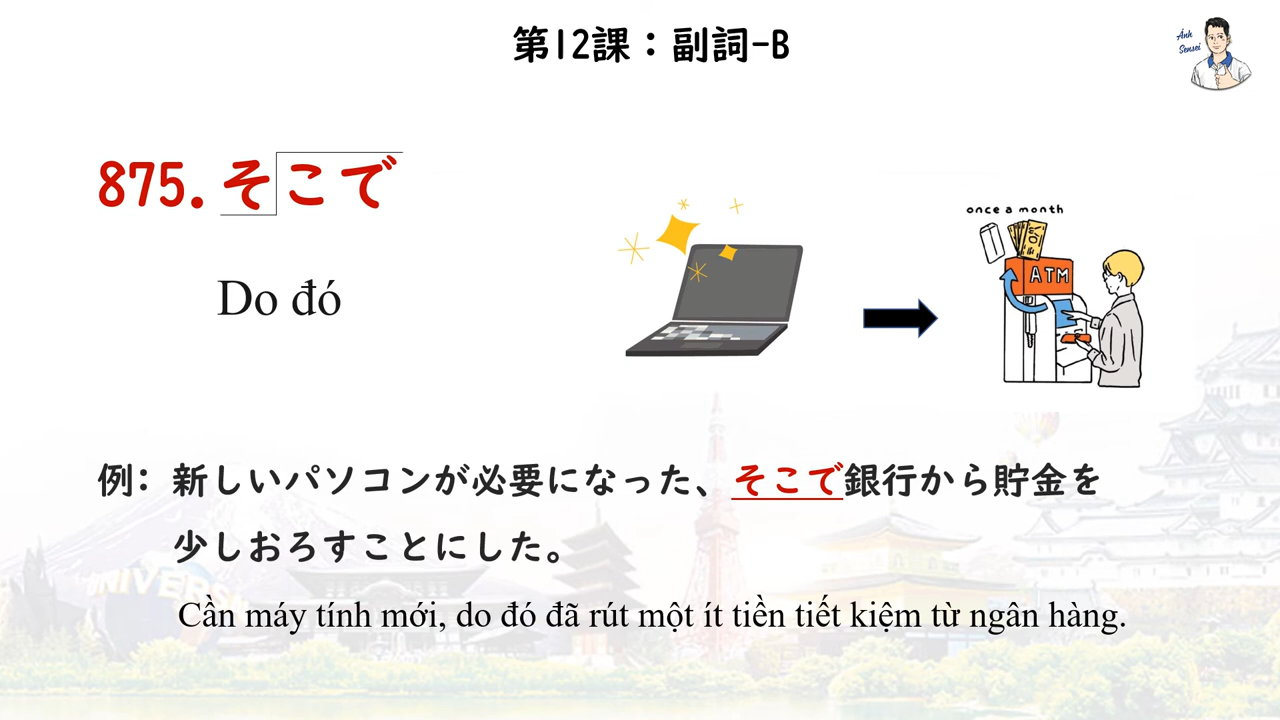 第12課：副詞-B
Ánh
Sensei
875. そこで
Do đó
once a month
ATM
例：新しいパソコンが必要になった、そこで銀行から貯金を
少しおろすことにした。
Cần máy tính mới, do đó đã rút một ít tiền tiết kiệm từ ngân hàng.